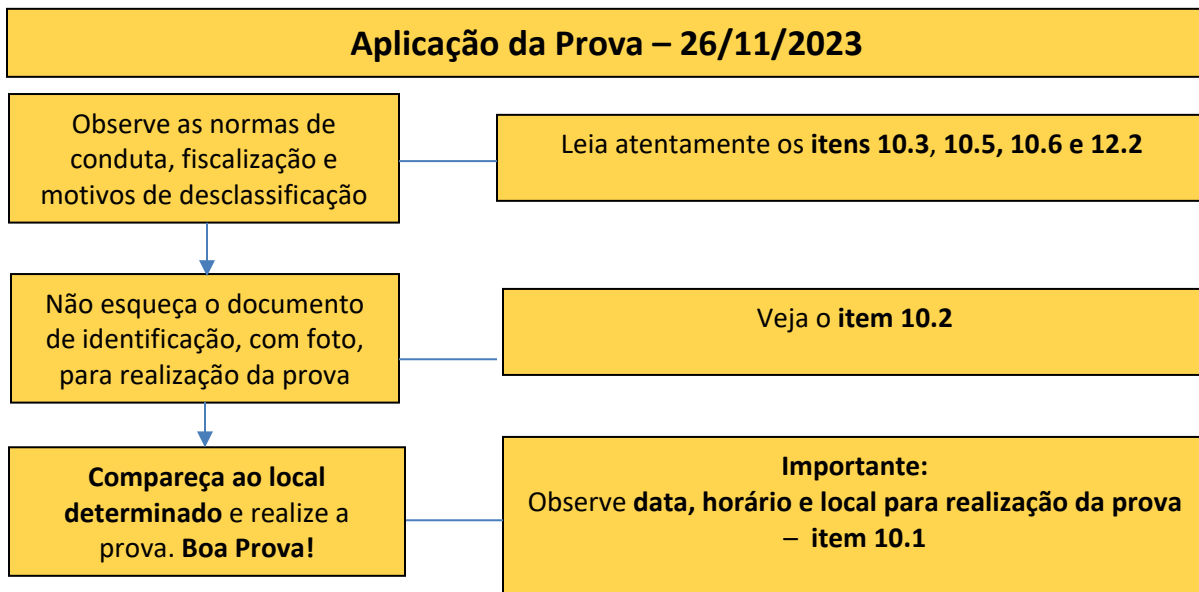 Aplicação da Prova – 26/11/2023
Observe as normas de
conduta, fiscalização e
motivos de desclassificação
Leia atentamente os itens 10.3, 10.5, 10.6 e 12.2
Não esqueça o documento
de identificação, com foto,
para realização da prova
Veja o item 10.2
Compareça ao local
determinado e realize a
prova. Boa Prova!
Importante:
Observe data, horário e local para realização da prova
– item 10.1